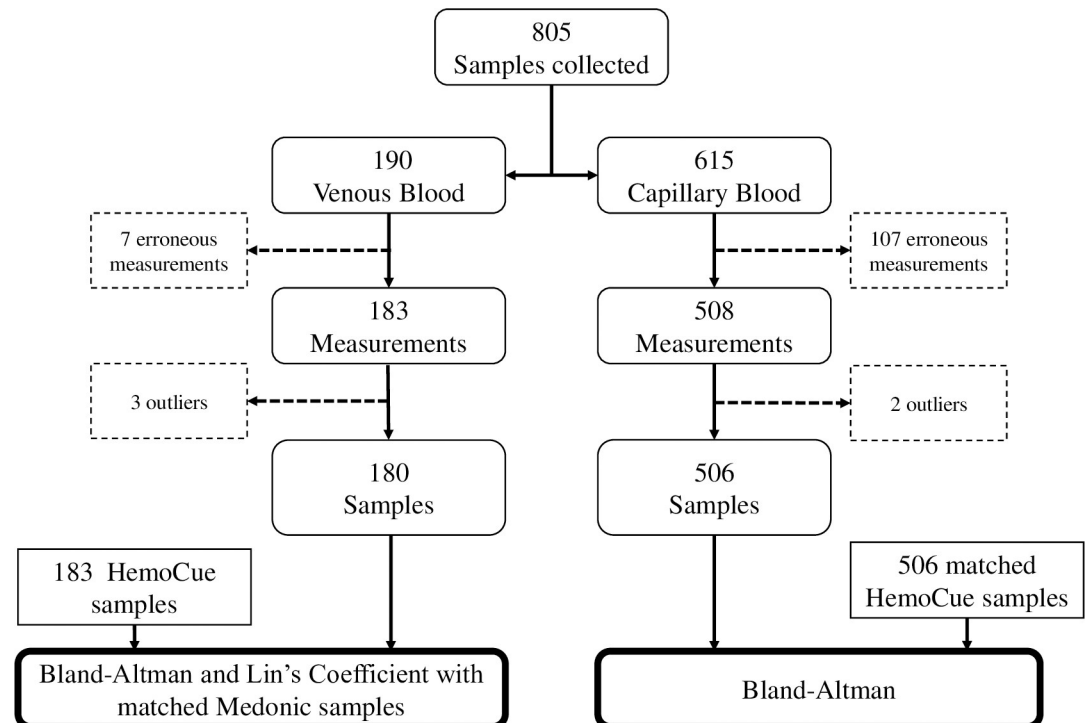 805
Samples collected
190
Venous Blood
615
Capillary Blood
7 erroneous
measurements
107 erroneous
measurements
183
Measurements
508
Measurements
3 outliers
2 outliers
180
Samples
506
Samples
183 HemoCue
samples
506 matched
HemoCue samples
Bland-Altman and Lin's Coefficient with
matched Medonic samples
Bland-Altman